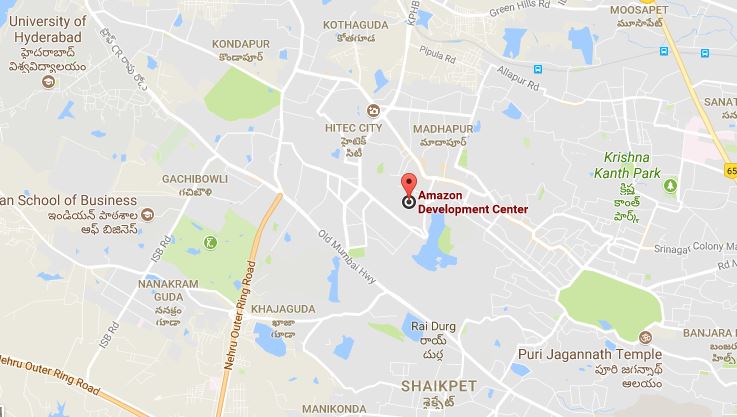 University of
Hyderabad
హైదరాబాద్
విశ్వవిద్యాలయం
KOTHAGUDA
కోతగూడ
KPHB
Green Hills Rd
MOOSAPET
మూసాపేట్
KONDAPUR
కొండాపూర్
Pipula Rd
Allapur Rd
HITEC CITY
హైటెక్
సిటీ
MADHAPUR
మాదాపూర్
SANAT
GACHIBOWLI
గచిబౌలి
Krishna
Kanth Park
క్రిష్ణ
కాంత్
పార్క్
65
an School of Business
ఇండియన్ పాఠశాల
ఆఫ్ బిజినెస్
Amazon
Development Center
ISB Rd
Old Mumbai Hwy
Srinagar Colony Ma
Rd N
NANAKRAM
GUDA
ననక్రం
గూడా
Nehru Outer Ring Road
KHAJAGUDA
ఖాజా
గూడ
ISB Rd
Rai Durg
రాయ్
దుర్గ
BANJARA
బంజర
హిల్స్
Puri Jagannath Temple
పూరి జగన్నాథ్
ఆలయం
Nehru Outer Ring Road
SHAIKPET
శైక్పేట్
MANIKONDA